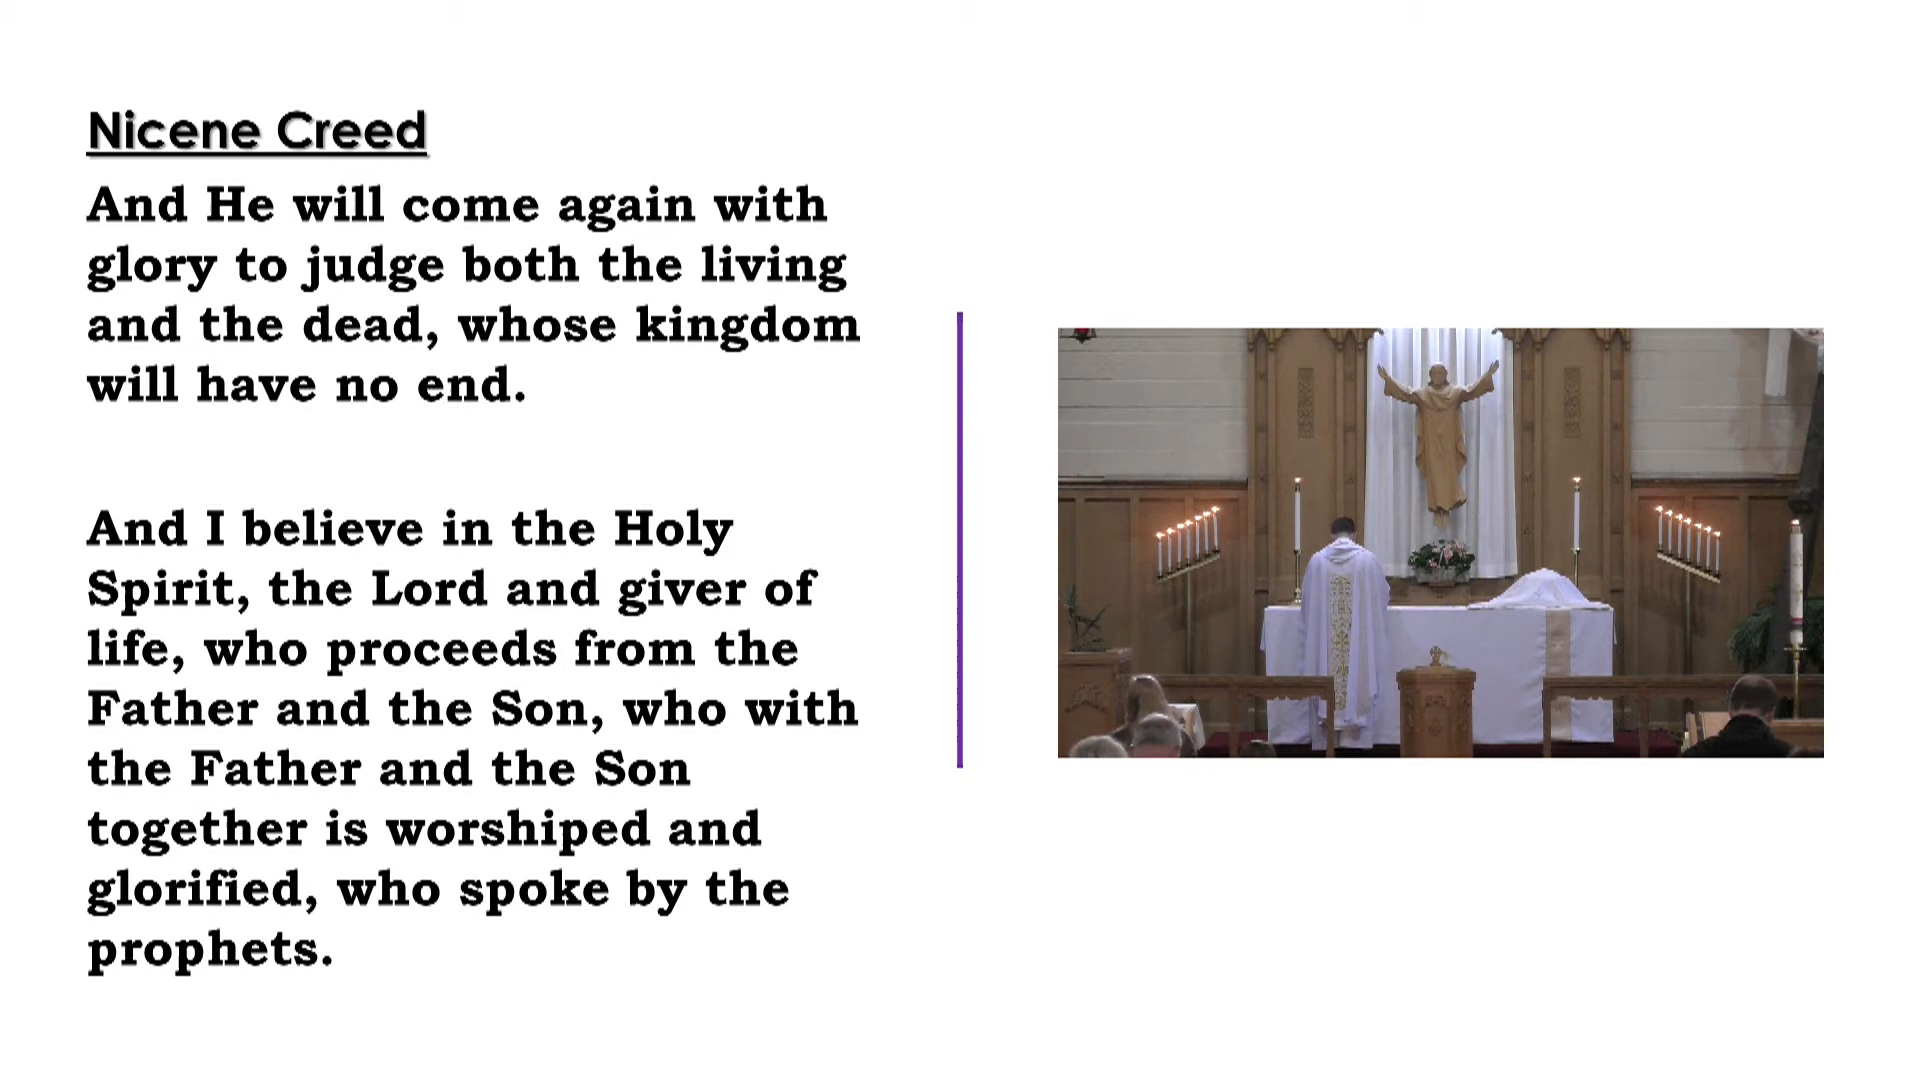 Nicene Creed
And He will come again with
glory to judge both the living
and the dead, whose kingdom
will have no end.
And I believe in the Holy
Spirit, the Lord and giver of
life, who proceeds from the
Father and the Son, who with
the Father and the Son
together is worshiped and
glorified, who spoke by the
prophets.